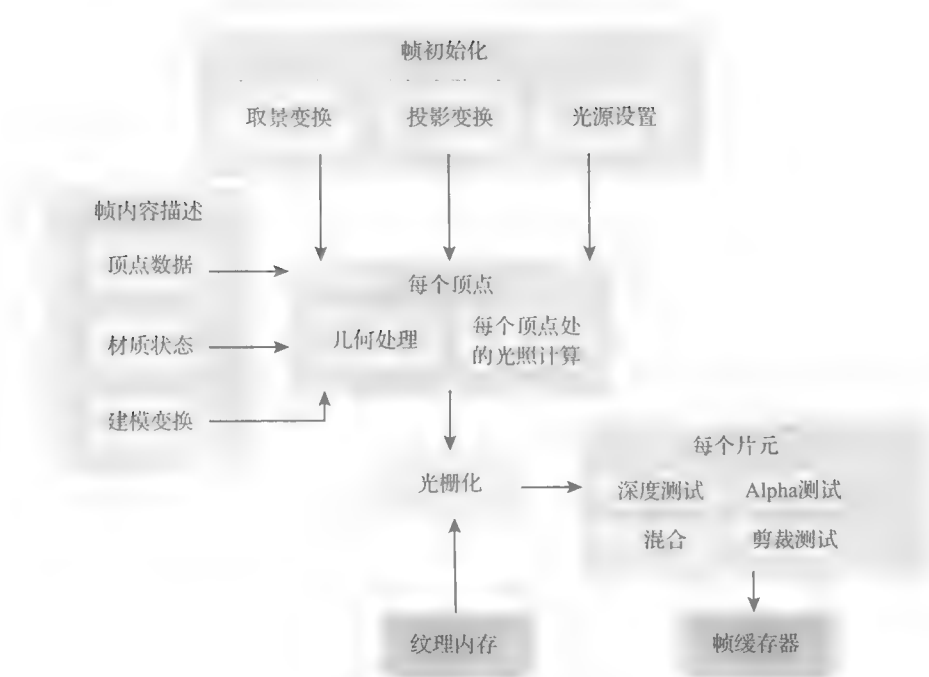 帧初始化
取景变换
投影变换
光源设置
帧内容描述
顶点数据
材质状态
建模变换
每个顶点
几何处理
每个顶点处
的光照计算
光栅化
每个片元
深度测试
Alpha测试
混合
剪裁测试
纹理内存
帧缓存器